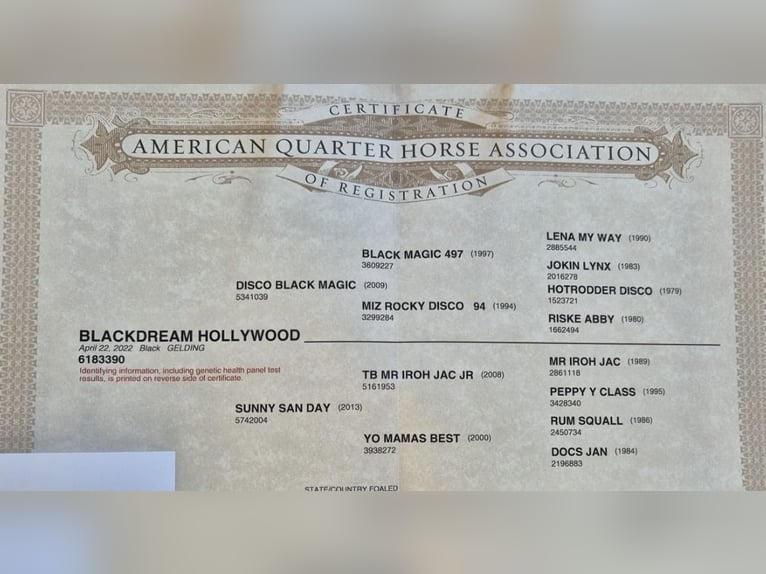 CERTIFICATE
AMERICAN QUARTER HORSE ASSOCIATION
OF REGISTRATION
LENA MY WAY (1990)
2885544
BLACK MAGIC 497 (1997)
3609227
JOKIN LYNX (1983)
2016278
DISCO BLACK MAGIC (2009)
5341039
HOTRODDER DISCO (1979)
1523721
MIZ ROCKY DISCO 94 (1994)
3299284
RISKE ABBY (1980)
1662494
BLACKDREAM HOLLYWOOD
April 22, 2022 Black GELDING
6183390
Identifying information, including genetic health panel test
results, is printed on reverse side of certificate.
MR IROH JAC (1989)
2861118
TB MR IROH JAC JR (2008)
5161953
PEPPY Y CLASS (1995)
3428340
SUNNY SAN DAY (2013)
5742004
RUM SQUALL (1986)
2450734
YO MAMAS BEST (2000)
3938272
DOCS JAN (1984)
2196883
STATE/COUNTRY FOALED